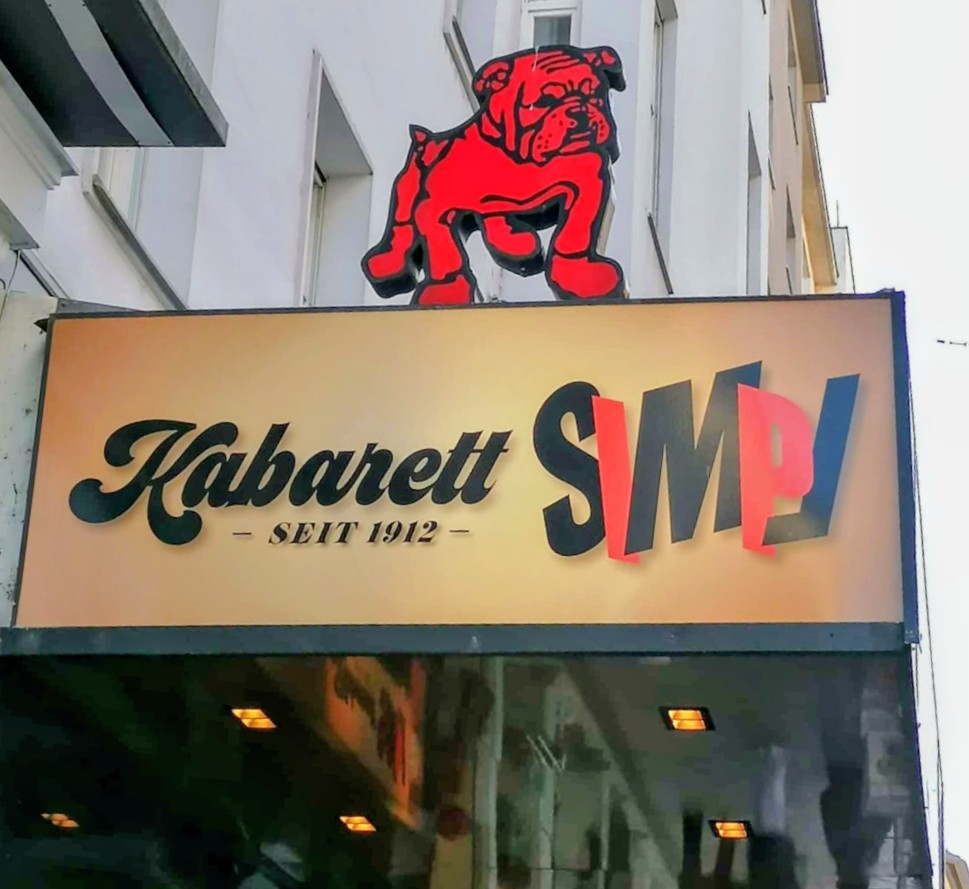 Kabarett SIMPL
– SEIT 1912 –